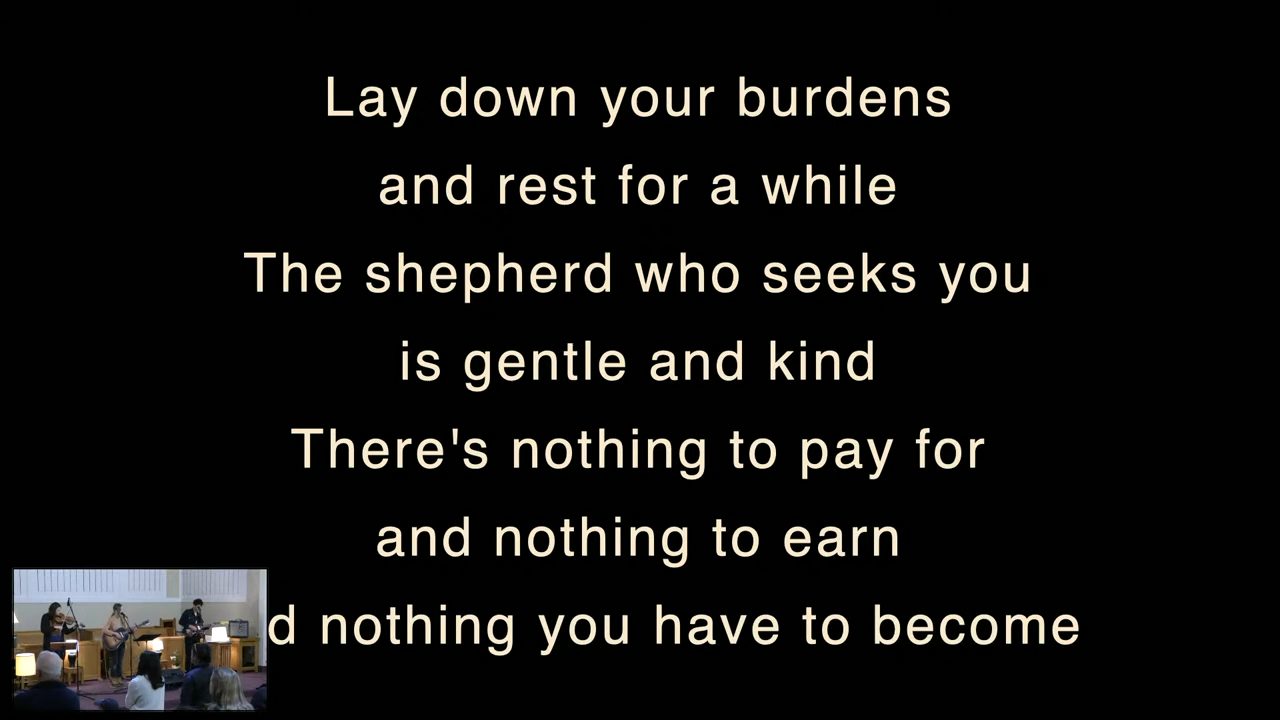 Lay down your burdens
and rest for a while
The shepherd who seeks you
is gentle and kind
There's nothing to pay for
and nothing to earn
nothing you have to become